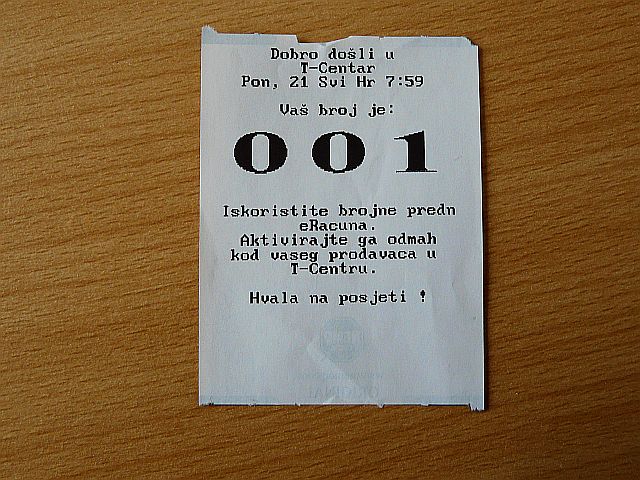 Dobro došli u
T-Centar
Pon, 21 Svi Hr 7:59
Vaš broj je:
001
Iskoristite brojne predn
eRacuna.
Aktivirajte ga odmah
kod vaseg prodavaca u
T-Centru.
Hvala na posjeti !